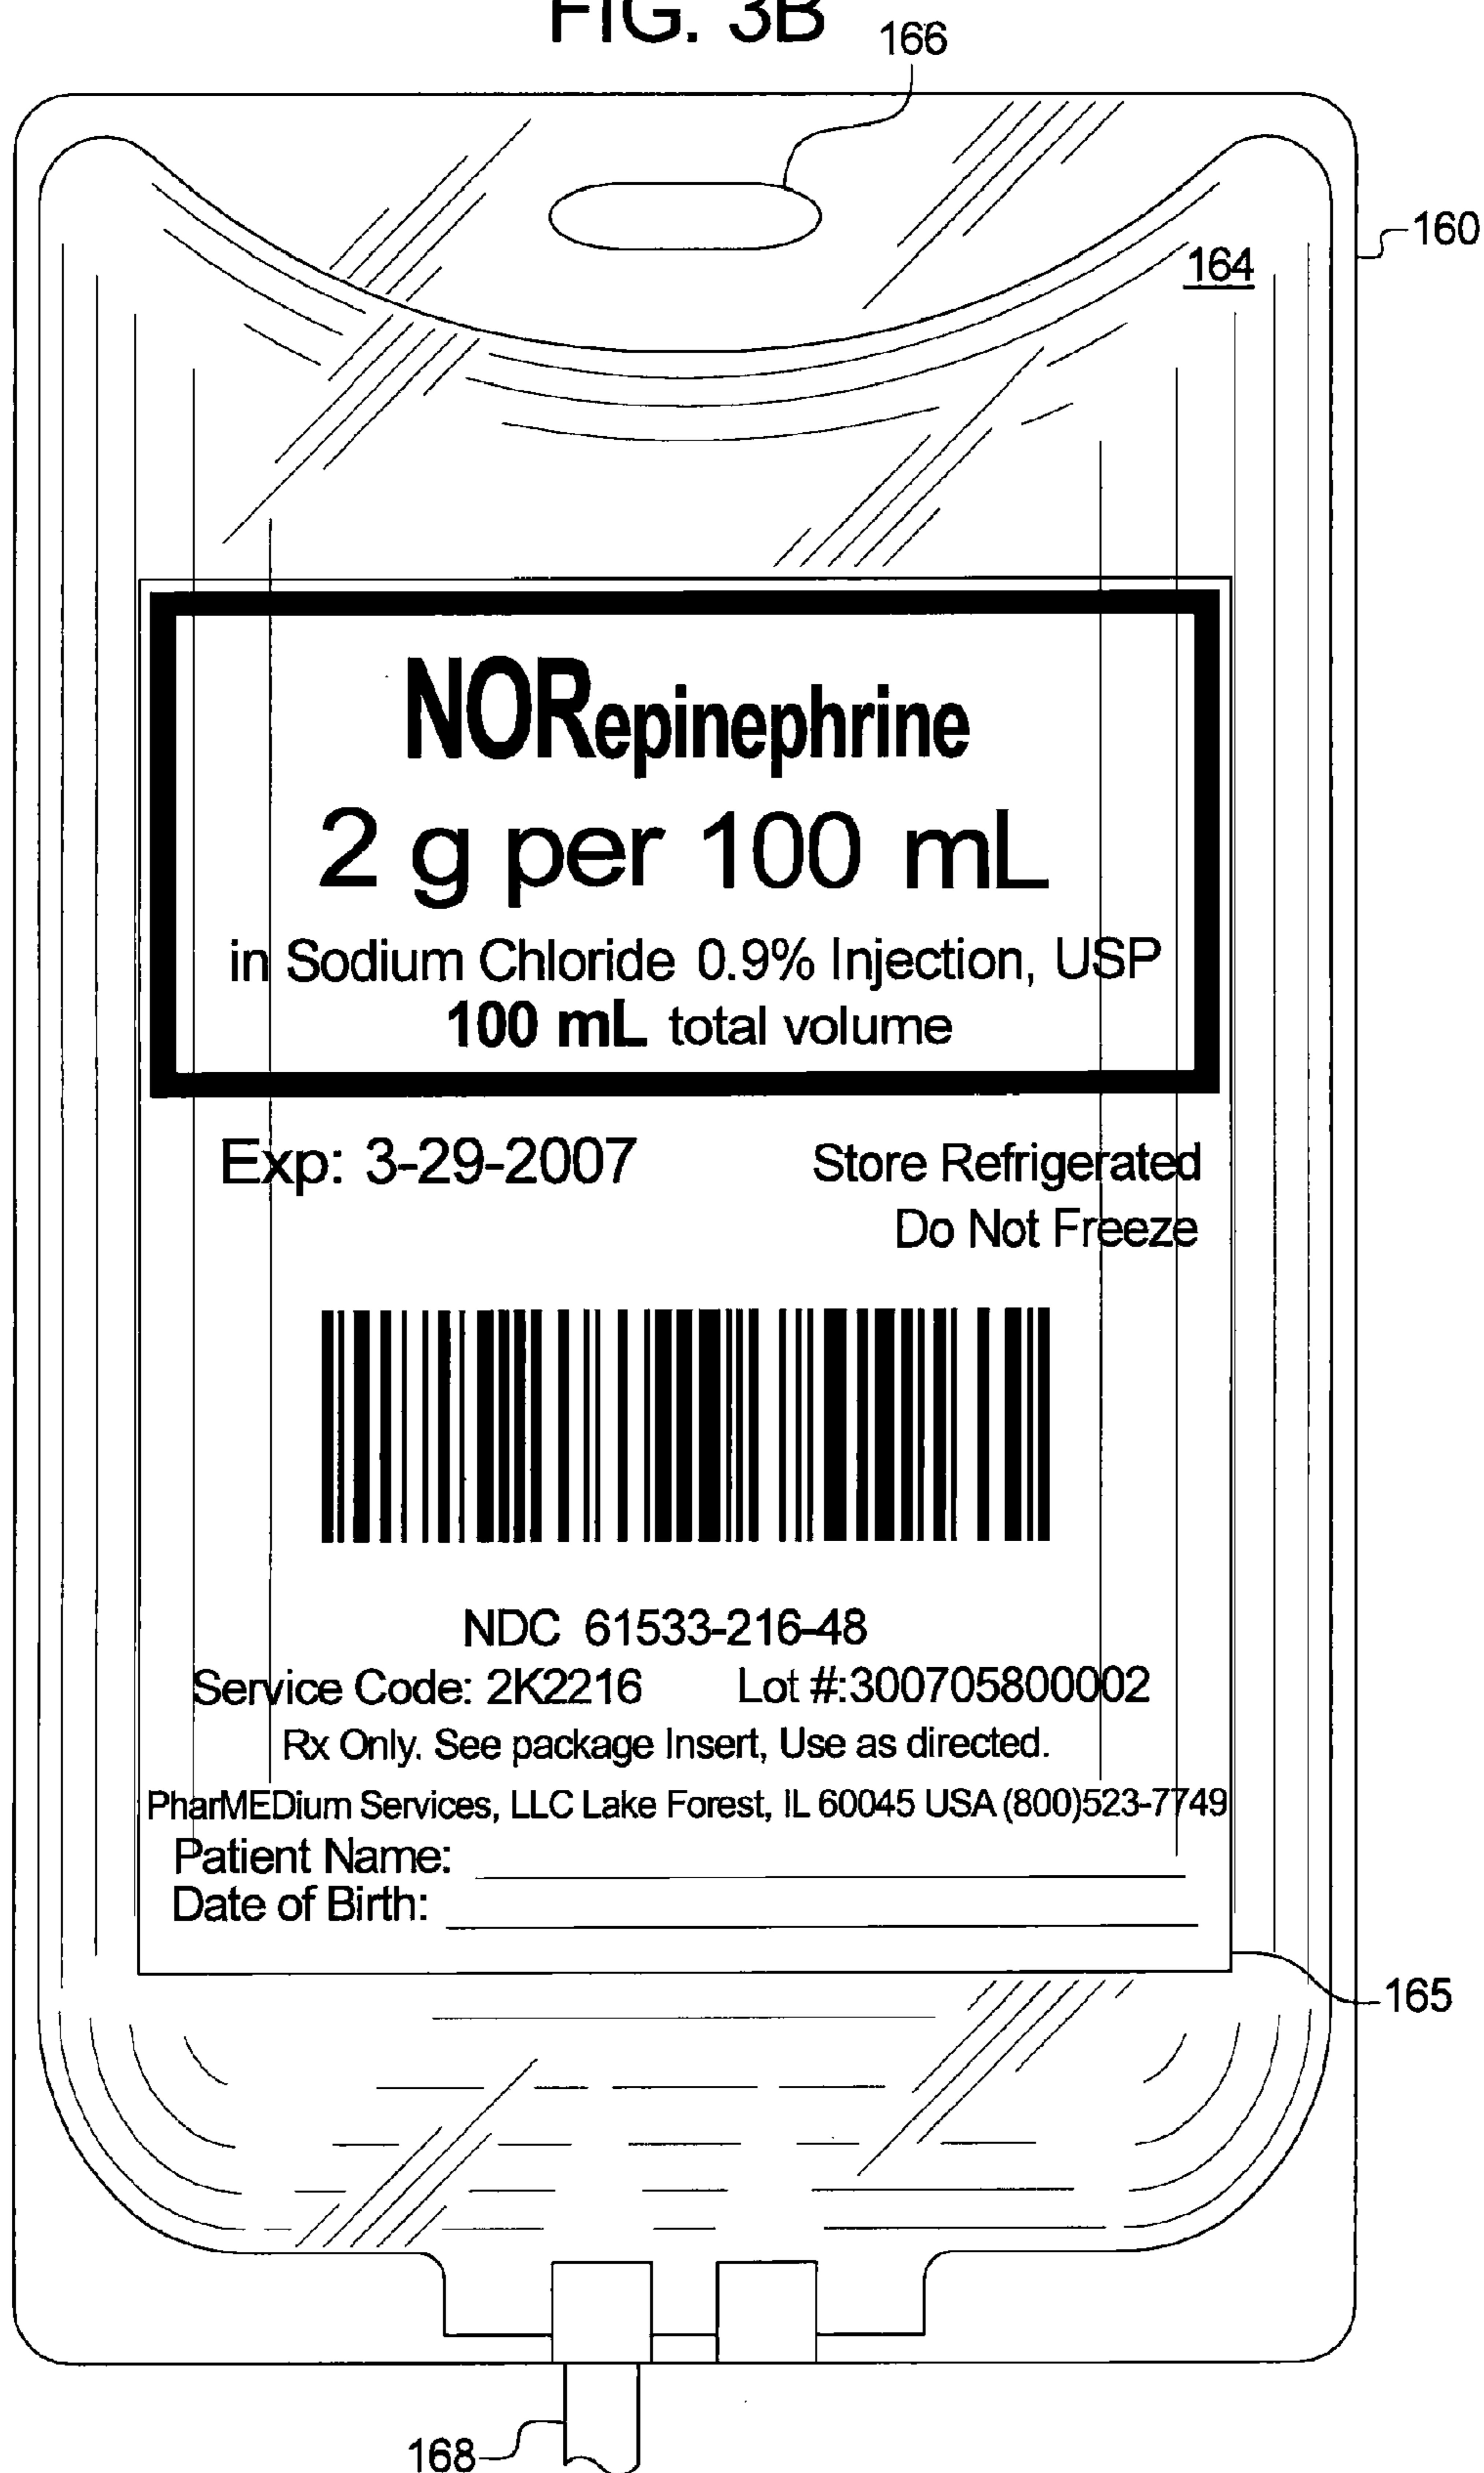 FIG. 3B
166
160
164
NORepinephrine
2 g per 100 mL
in Sodium Chloride 0.9% Injection, USP
100 mL total volume
Exp: 3-29-2007
Store Refrigerated
Do Not Freeze
NDC 61533-216-48
Service Code: 2K2216 Lot #:300705800002
Rx Only. See package Insert, Use as directed.
PharMEDium Services, LLC Lake Forest, IL 60045 USA (800)523-7749
Patient Name:
Date of Birth:
165
168